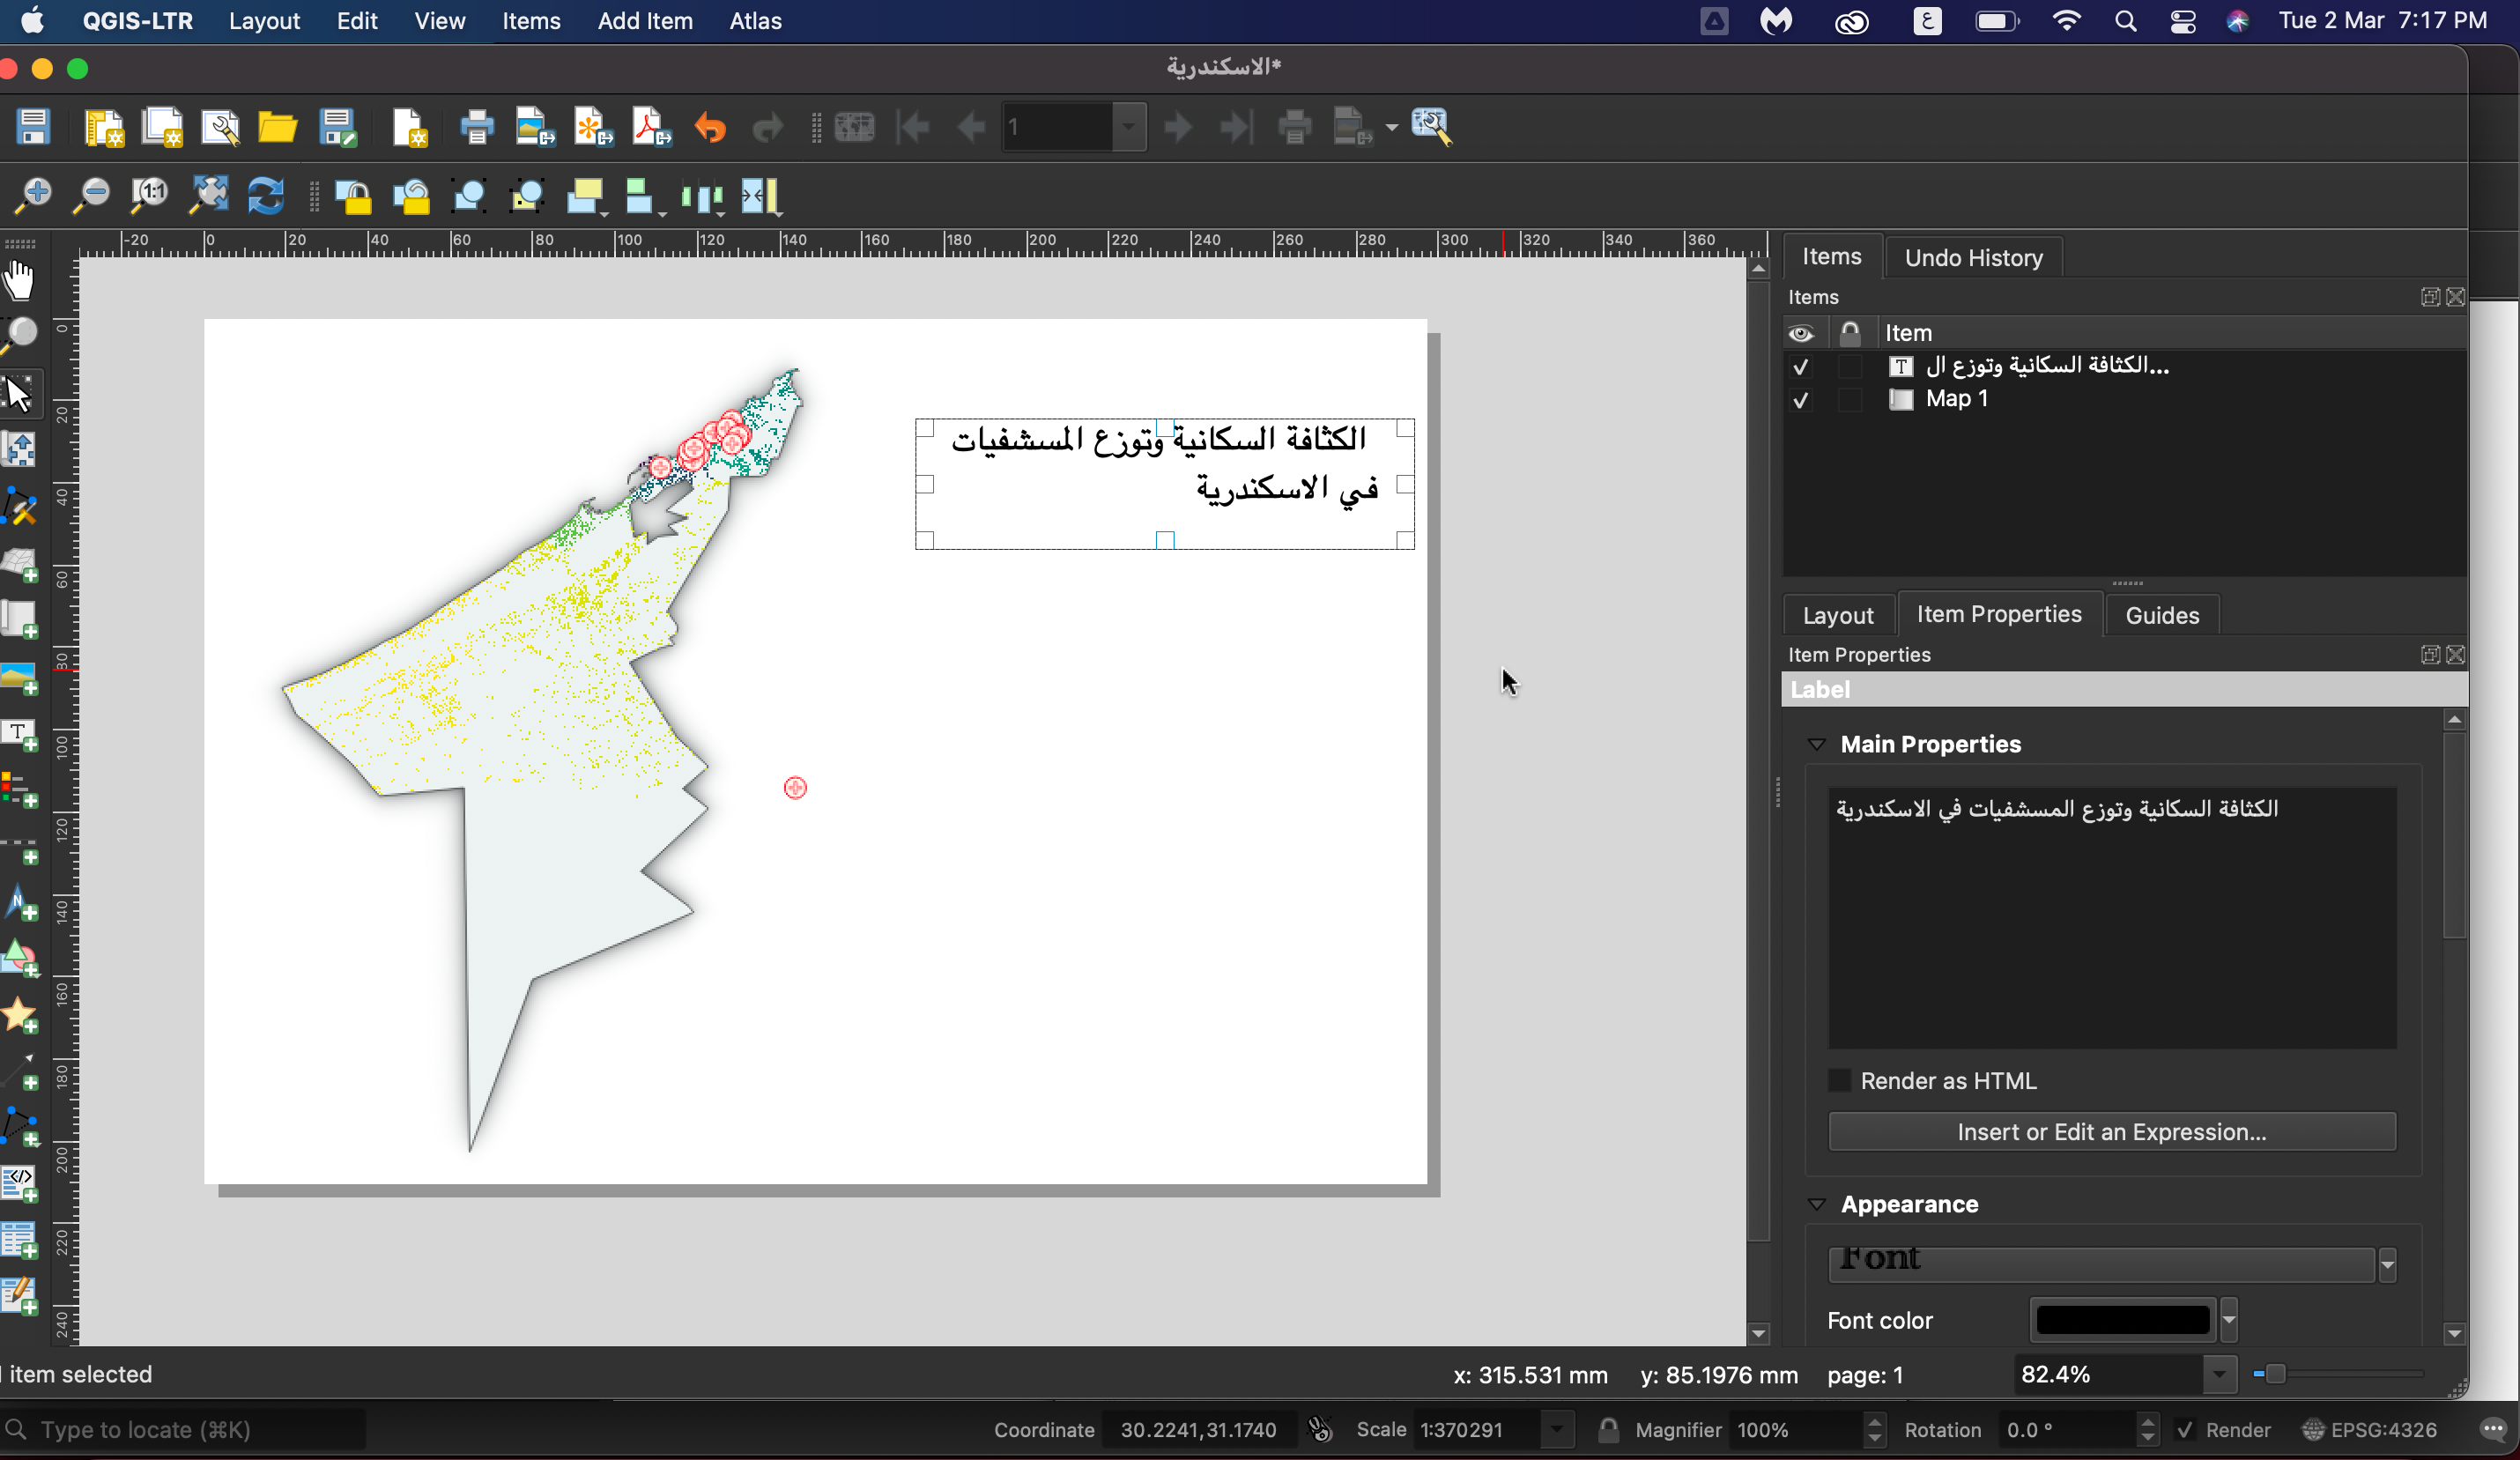 QGIS-LTR Layout Edit View Items Add Item Atlas ع Tue 2 Mar 7:17 PM
*الاسكندرية
1
1:1
-20 0 20 40 60 80 100 120 140 160 180 200 220 240 260 280 300 320 340 360
0 20 40 60 80 100 120 140 160 180 200 220 240
Items Undo History
Items
Item
الكثافة السكانية وتوزع ال...
Map 1
الكثافة السكانية وتوزع المسشفيات
في الاسكندرية
Layout Item Properties Guides
Item Properties
Label
Main Properties
الكثافة السكانية وتوزع المسشفيات في الاسكندرية
Render as HTML
Insert or Edit an Expression...
Appearance
Font
Font color
item selected x: 315.531 mm y: 85.1976 mm page: 1 82.4%
Type to locate (⌘K) Coordinate 30.2241,31.1740 Scale 1:370291 Magnifier 100% Rotation 0.0 ° Render EPSG:4326